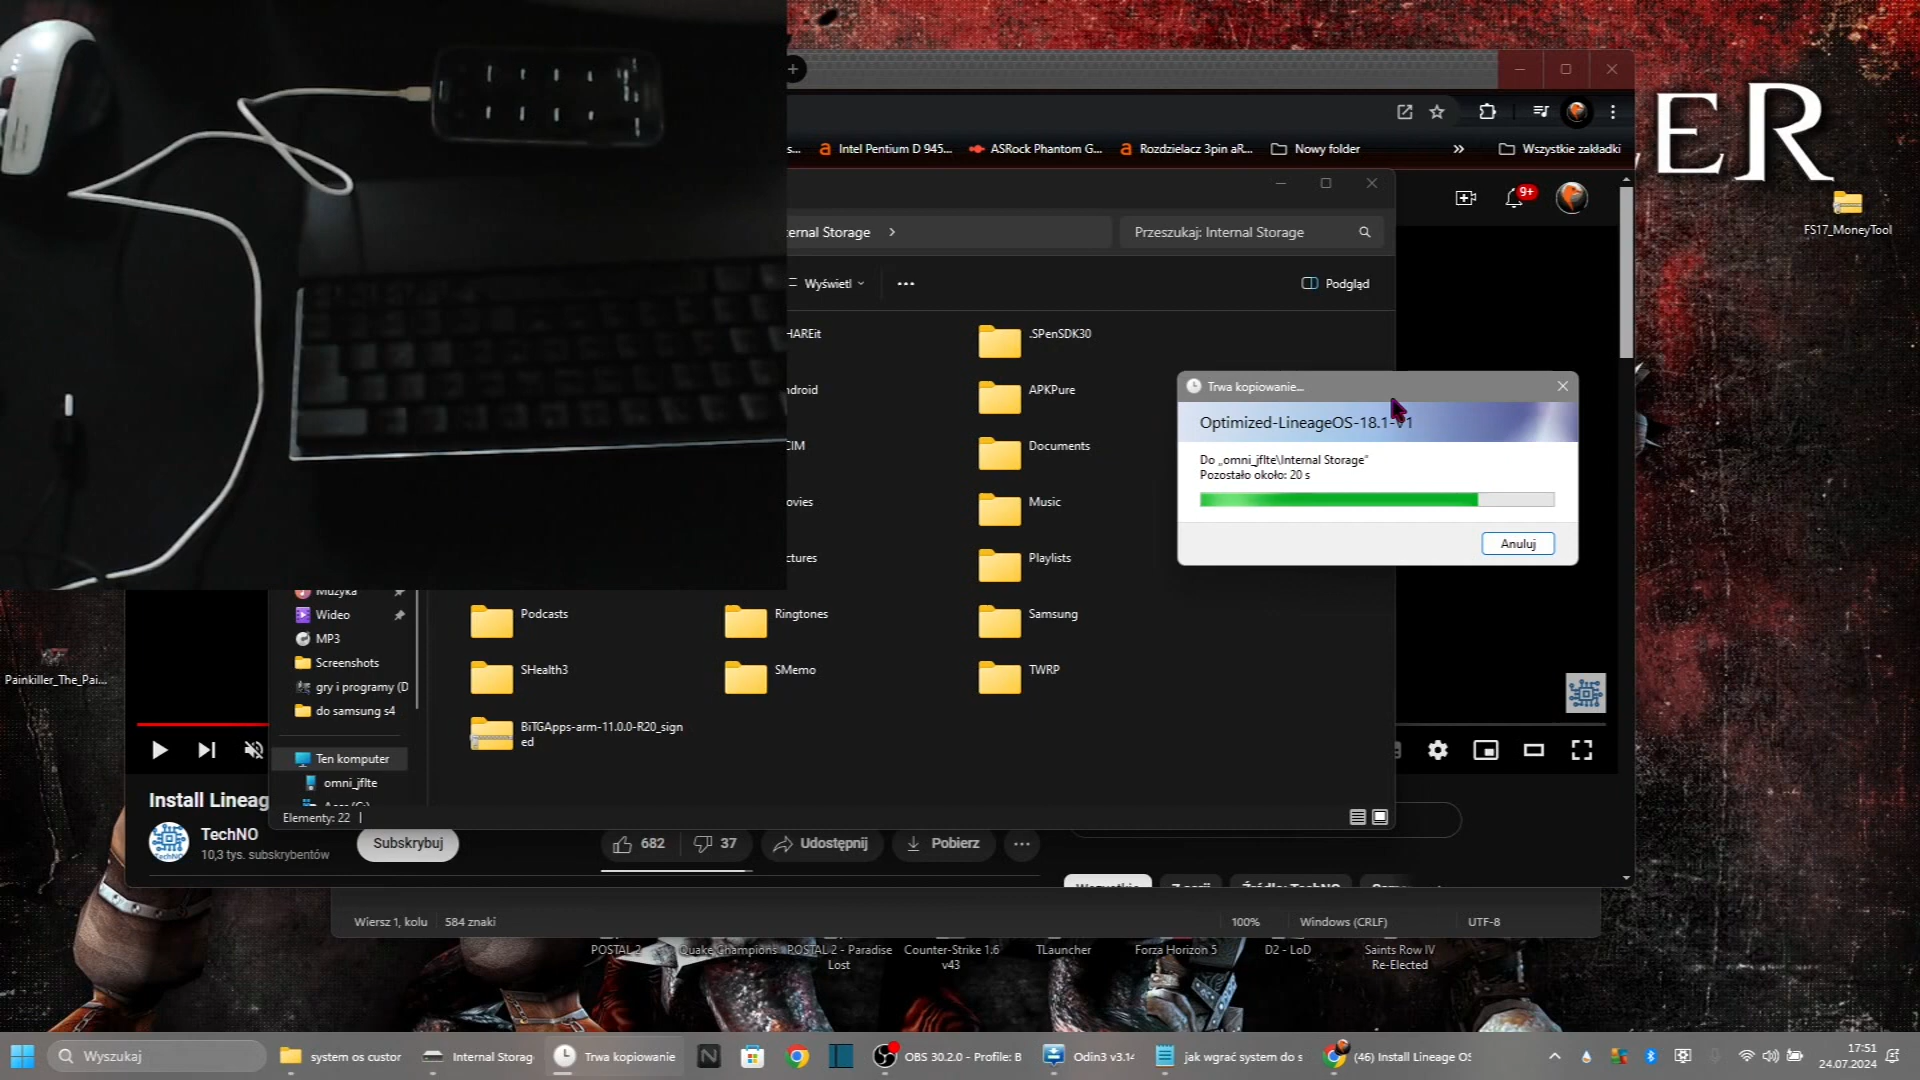 s...
Intel Pentium D 945...
ASRock Phantom G...
Rozdzielacz 3pin aR...
Nowy folder
»
Wszystkie zakładki
ER
9+
FS17_MoneyTool
ernal Storage
Przeszukaj: Internal Storage
Wyświetl
Podgląd
HAREit
.SPenSDK30
ndroid
APKPure
CIM
Documents
ovies
Music
ctures
Playlists
Podcasts
Ringtones
Samsung
SHealth3
SMemo
TWRP
BiTGApps-arm-11.0.0-R20_sign
ed
Trwa kopiowanie...
Optimized-LineageOS-18.1-V1
Do „omni_jflte\Internal Storage”
Pozostało około: 20 s
Anuluj
Muzyka
Wideo
MP3
Screenshots
gry i programy (D
do samsung s4
Ten komputer
omni_jflte
Acer (C:)
Elementy: 22
Painkiller_The_Pai...
Install Lineag
TechNO
10,3 tys. subskrybentów
Subskrybuj
682
37
Udostępnij
Pobierz
Wszystkie
Z serii
Źródło: TechNO
Wiersz 1, kolu
584 znaki
100%
Windows (CRLF)
UTF-8
POSTAL 2
Quake Champions
POSTAL 2 - Paradise
Lost
Counter-Strike 1.6
v43
TLauncher
Forza Horizon 5
D2 - LoD
Saints Row IV
Re-Elected
Wyszukaj
system os custor
Internal Storag
Trwa kopiowanie
OBS 30.2.0 - Profile: B
Odin3 v3.14
jak wgrać system do s
(46) Install Lineage OS
17:51
24.07.2024